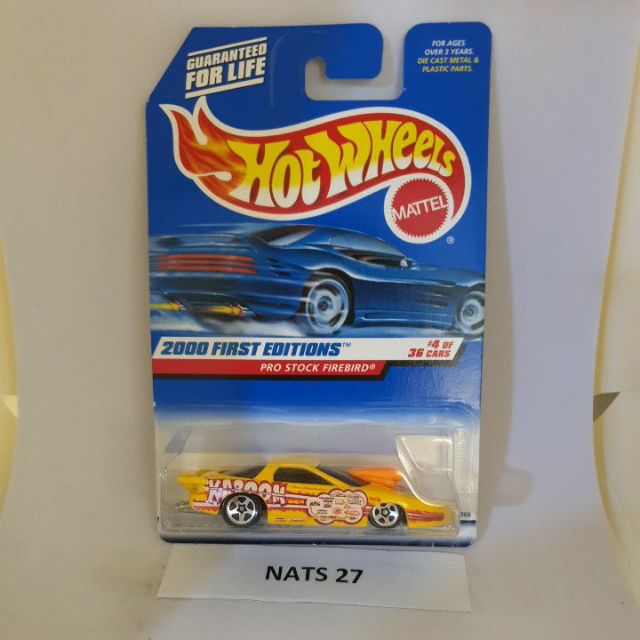 GUARANTEED
FOR LIFE
FOR AGES
OVER 3 YEARS.
DIE CAST METAL &
PLASTIC PARTS.
HOT WHEELS
MATTEL
®
2000 FIRST EDITIONS™
#4 OF
36 CARS
PRO STOCK FIREBIRD®
KABOOM
NATS 27